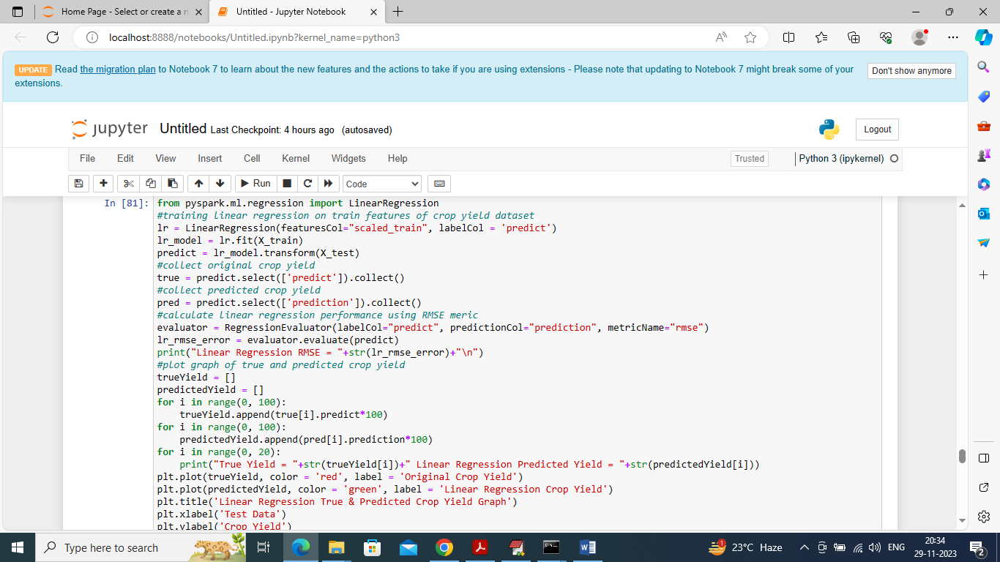 Home Page - Select or create a n
Untitled - Jupyter Notebook
localhost:8888/notebooks/Untitled.ipynb?kernel_name=python3
UPDATE Read the migration plan to Notebook 7 to learn about the new features and the actions to take if you are using extensions - Please note that updating to Notebook 7 might break some of your
extensions.
Don't show anymore
jupyter Untitled Last Checkpoint: 4 hours ago (autosaved)
Logout
File Edit View Insert Cell Kernel Widgets Help
Trusted
Python 3 (ipykernel)
Run
Code
In [81]: from pyspark.ml.regression import LinearRegression
#training linear regression on train features of crop yield dataset
lr = LinearRegression(featuresCol="scaled_train", labelCol = 'predict')
lr_model = lr.fit(X_train)
predict = lr_model.transform(X_test)
#collect original crop yield
true = predict.select(['predict']).collect()
#collect predicted crop yield
pred = predict.select(['prediction']).collect()
#calculate linear regression performance using RMSE meric
evaluator = RegressionEvaluator(labelCol="predict", predictionCol="prediction", metricName="rmse")
lr_rmse_error = evaluator.evaluate(predict)
print("Linear Regression RMSE = "+str(lr_rmse_error)+"\n")
#plot graph of true and predicted crop yield
trueYield = []
predictedYield = []
for i in range(0, 100):
    trueYield.append(true[i].predict*100)
for i in range(0, 100):
    predictedYield.append(pred[i].prediction*100)
for i in range(0, 20):
    print("True Yield = "+str(trueYield[i])+" Linear Regression Predicted Yield = "+str(predictedYield[i]))
plt.plot(trueYield, color = 'red', label = 'Original Crop Yield')
plt.plot(predictedYield, color = 'green', label = 'Linear Regression Crop Yield')
plt.title('Linear Regression True & Predicted Crop Yield Graph')
plt.xlabel('Test Data')
plt.ylabel('Crop Yield')
Type here to search
23°C Haze
ENG
20:34
29-11-2023
2